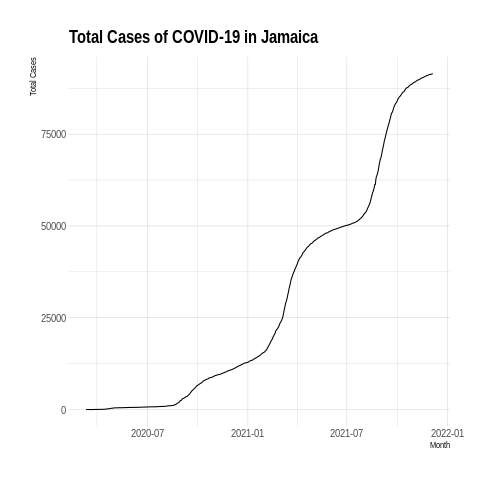 Total Cases of COVID-19 in Jamaica
Total Cases
75000
50000
25000
0
2020-07
2021-01
2021-07
2022-01
Month